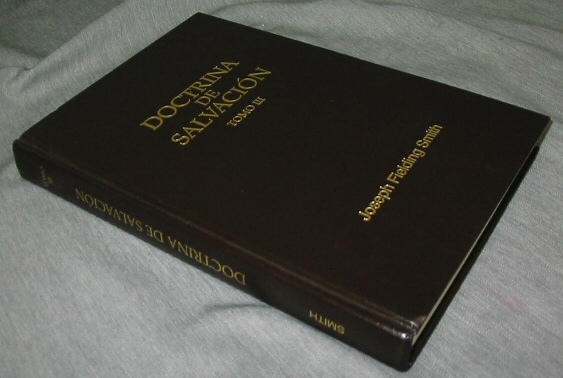 DOCTRINA
DE
SALVACIÓN
TOMO III
Joseph Fielding Smith
DOCTRINA DE SALVACIÓN
SMITH